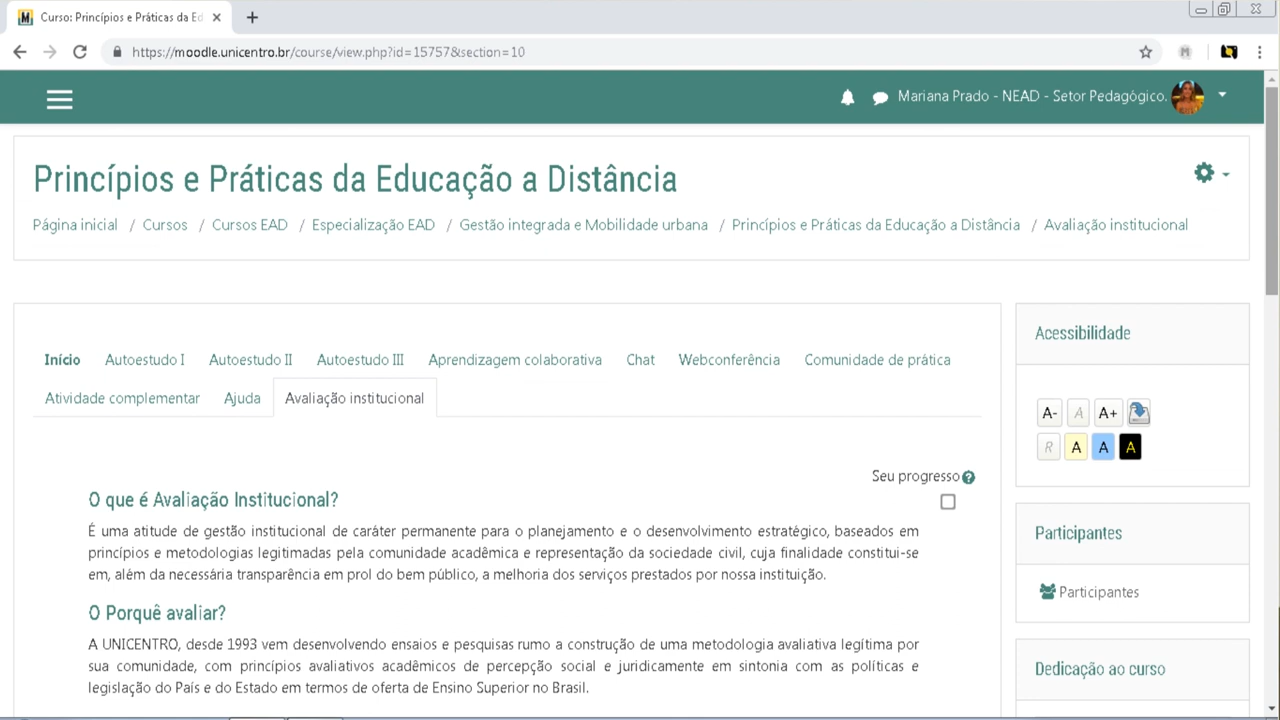 Curso: Princípios e Práticas da Ed
https://moodle.unicentro.br/course/view.php?id=15757&section=10
Mariana Prado - NEAD - Setor Pedagógico.
Princípios e Práticas da Educação a Distância
Página inicial / Cursos / Cursos EAD / Especialização EAD / Gestão integrada e Mobilidade urbana / Princípios e Práticas da Educação a Distância / Avaliação institucional
Início Autoestudo I Autoestudo II Autoestudo III Aprendizagem colaborativa Chat Webconferência Comunidade de prática
Atividade complementar Ajuda Avaliação institucional
Seu progresso
O que é Avaliação Institucional?
É uma atitude de gestão institucional de caráter permanente para o planejamento e o desenvolvimento estratégico, baseados em
princípios e metodologias legitimadas pela comunidade acadêmica e representação da sociedade civil, cuja finalidade constitui-se
em, além da necessária transparência em prol do bem público, a melhoria dos serviços prestados por nossa instituição.
O Porquê avaliar?
A UNICENTRO, desde 1993 vem desenvolvendo ensaios e pesquisas rumo a construção de uma metodologia avaliativa legítima por
sua comunidade, com princípios avaliativos acadêmicos de percepção social e juridicamente em sintonia com as políticas e
legislação do País e do Estado em termos de oferta de Ensino Superior no Brasil.
Acessibilidade
A- A A+
R A A A
Participantes
Participantes
Dedicação ao curso